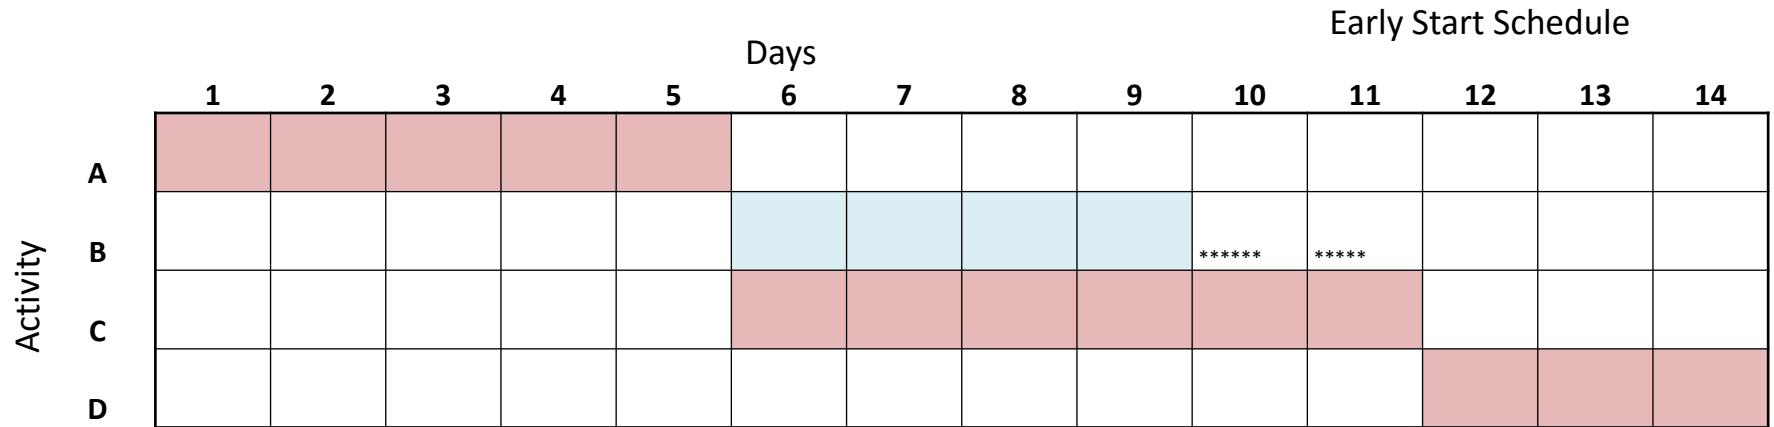 Early Start Schedule
Days
1 2 3 4 5 6 7 8 9 10 11 12 13 14
Activity
A
B ****** *****
C
D